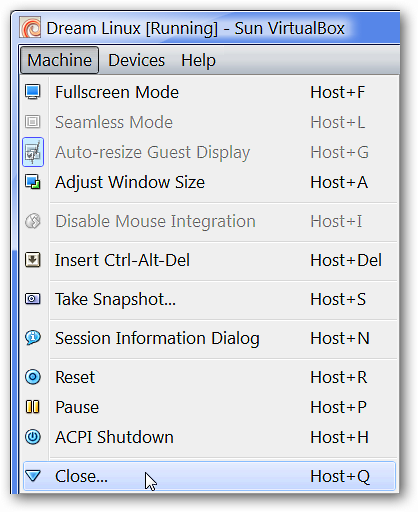 Dream Linux [Running] - Sun VirtualBox
Machine Devices Help
Fullscreen Mode Host+F
Seamless Mode Host+L
Auto-resize Guest Display Host+G
Adjust Window Size Host+A
Disable Mouse Integration Host+I
Insert Ctrl-Alt-Del Host+Del
Take Snapshot... Host+S
Session Information Dialog Host+N
Reset Host+R
Pause Host+P
ACPI Shutdown Host+H
Close... Host+Q